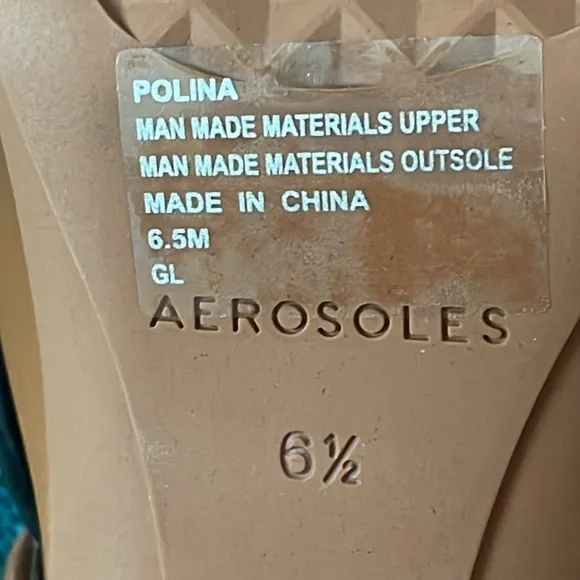 POLINA
MAN MADE MATERIALS UPPER
MAN MADE MATERIALS OUTSOLE
MADE IN CHINA
6.5M
GL
AEROSOLES
6½